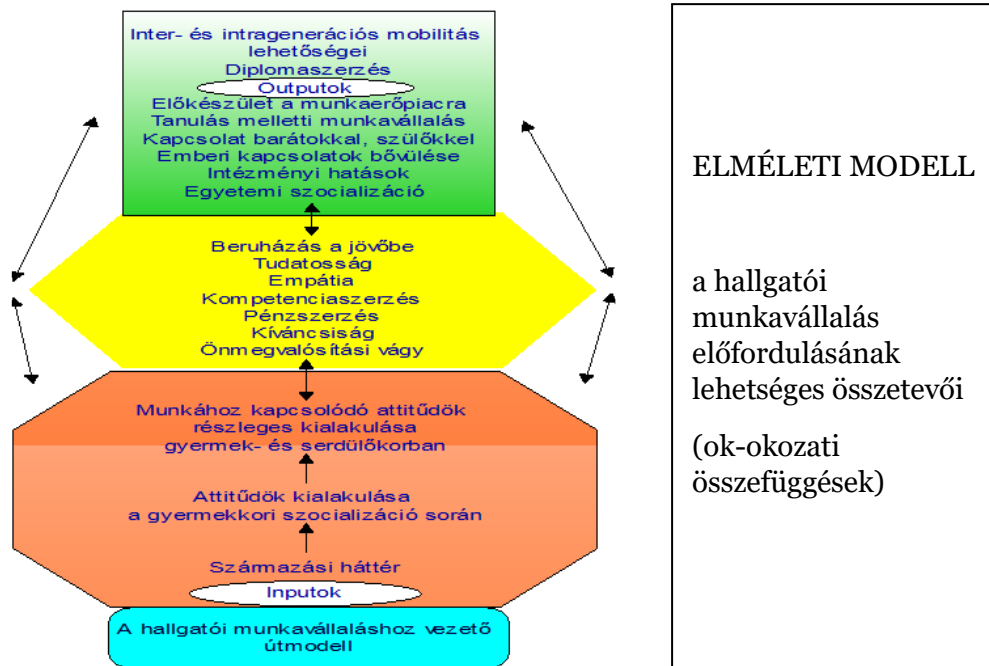 Inter- és intragenerációs mobilitás
lehetőségei
Diplomaszerzés
Outputok
Előkészület a munkaerőpiacra
Tanulás melletti munkavállalás
Kapcsolat barátokkal, szülőkkel
Emberi kapcsolatok bővülése
Intézményi hatások
Egyetemi szocializáció
Beruházás a jövőbe
Tudatosság
Empátia
Kompetenciaszerzés
Pénzszerzés
Kíváncsiság
Önmegvalósítási vágy
Munkához kapcsolódó attitűdök
részleges kialakulása
gyermek- és serdülőkorban
Attitűdök kialakulása
a gyermekkori szocializáció során
Származási háttér
Inputok
A hallgatói munkavállaláshoz vezető
útmodell
ELMÉLETI MODELL
a hallgatói
munkavállalás
előfordulásának
lehetséges összetevői
(ok-okozati
összefüggések)